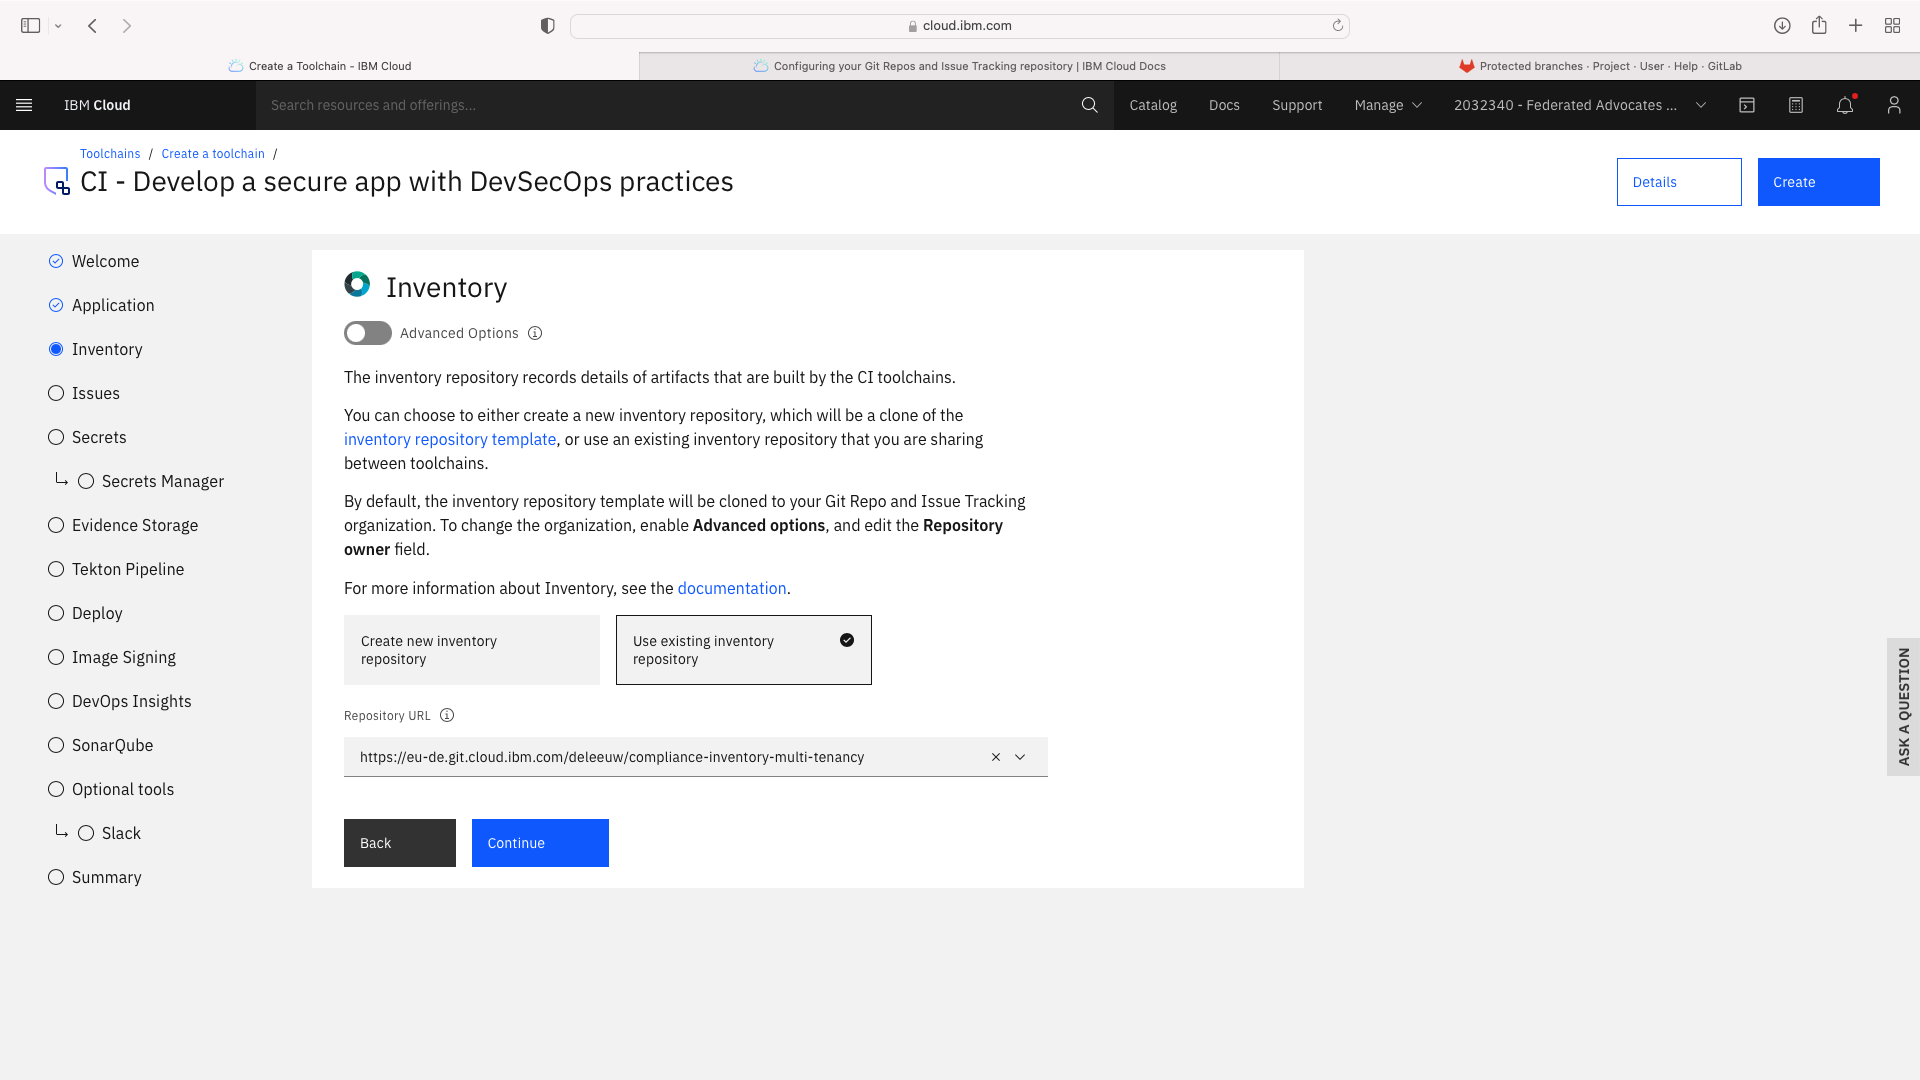 cloud.ibm.com
Create a Toolchain - IBM Cloud
Configuring your Git Repos and Issue Tracking repository | IBM Cloud Docs
Protected branches · Project · User · Help · GitLab
IBM Cloud
Search resources and offerings...
Catalog
Docs
Support
Manage
2032340 - Federated Advocates ...
Toolchains / Create a toolchain /
CI - Develop a secure app with DevSecOps practices
Details
Create
Welcome
Application
Inventory
Issues
Secrets
Secrets Manager
Evidence Storage
Tekton Pipeline
Deploy
Image Signing
DevOps Insights
SonarQube
Optional tools
Slack
Summary
Inventory
Advanced Options
The inventory repository records details of artifacts that are built by the CI toolchains.
You can choose to either create a new inventory repository, which will be a clone of the
inventory repository template, or use an existing inventory repository that you are sharing
between toolchains.
By default, the inventory repository template will be cloned to your Git Repo and Issue Tracking
organization. To change the organization, enable Advanced options, and edit the Repository
owner field.
For more information about Inventory, see the documentation.
Create new inventory
repository
Use existing inventory
repository
Repository URL
https://eu-de.git.cloud.ibm.com/deleeuw/compliance-inventory-multi-tenancy
Back
Continue
ASK A QUESTION